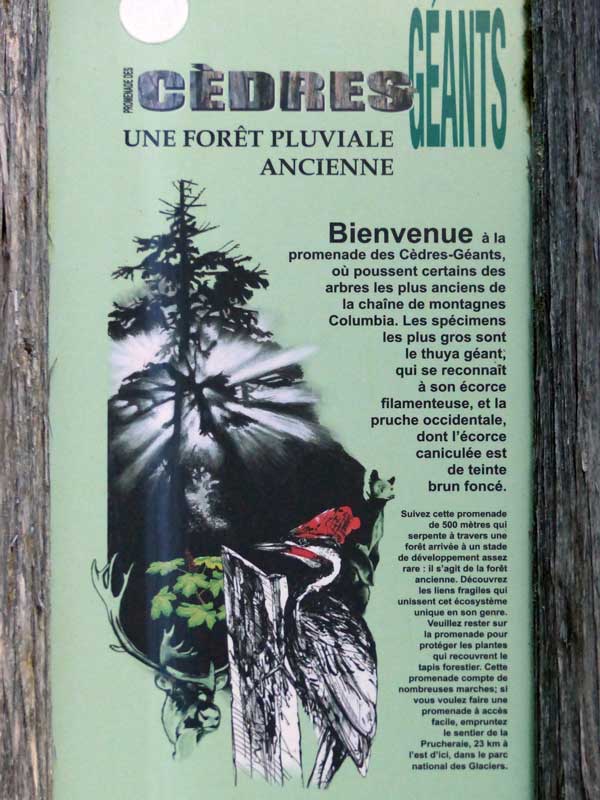 PROMENADE DES
CÈDRES
GÉANTS
UNE FORÊT PLUVIALE
ANCIENNE
Bienvenue à la
promenade des Cèdres-Géants,
où poussent certains des
arbres les plus anciens de
la chaîne de montagnes
Columbia. Les spécimens
les plus gros sont
le thuya géant,
qui se reconnaît
à son écorce
filamenteuse, et la
pruche occidentale,
dont l'écorce
caniculée est
de teinte
brun foncé.
Suivez cette promenade
de 500 mètres qui
serpente à travers une
forêt arrivée à un stade
de développement assez
rare : il s'agit de la forêt
ancienne. Découvrez
les liens fragiles qui
unissent cet écosystème
unique en son genre.
Veuillez rester sur
la promenade pour
protéger les plantes
qui recouvrent le
tapis forestier. Cette
promenade compte de
nombreuses marches; si
vous voulez faire une
promenade à accès
facile, empruntez
le sentier de la
Prucheraie, 23 km à
l'est d'ici, dans le parc
national des Glaciers.